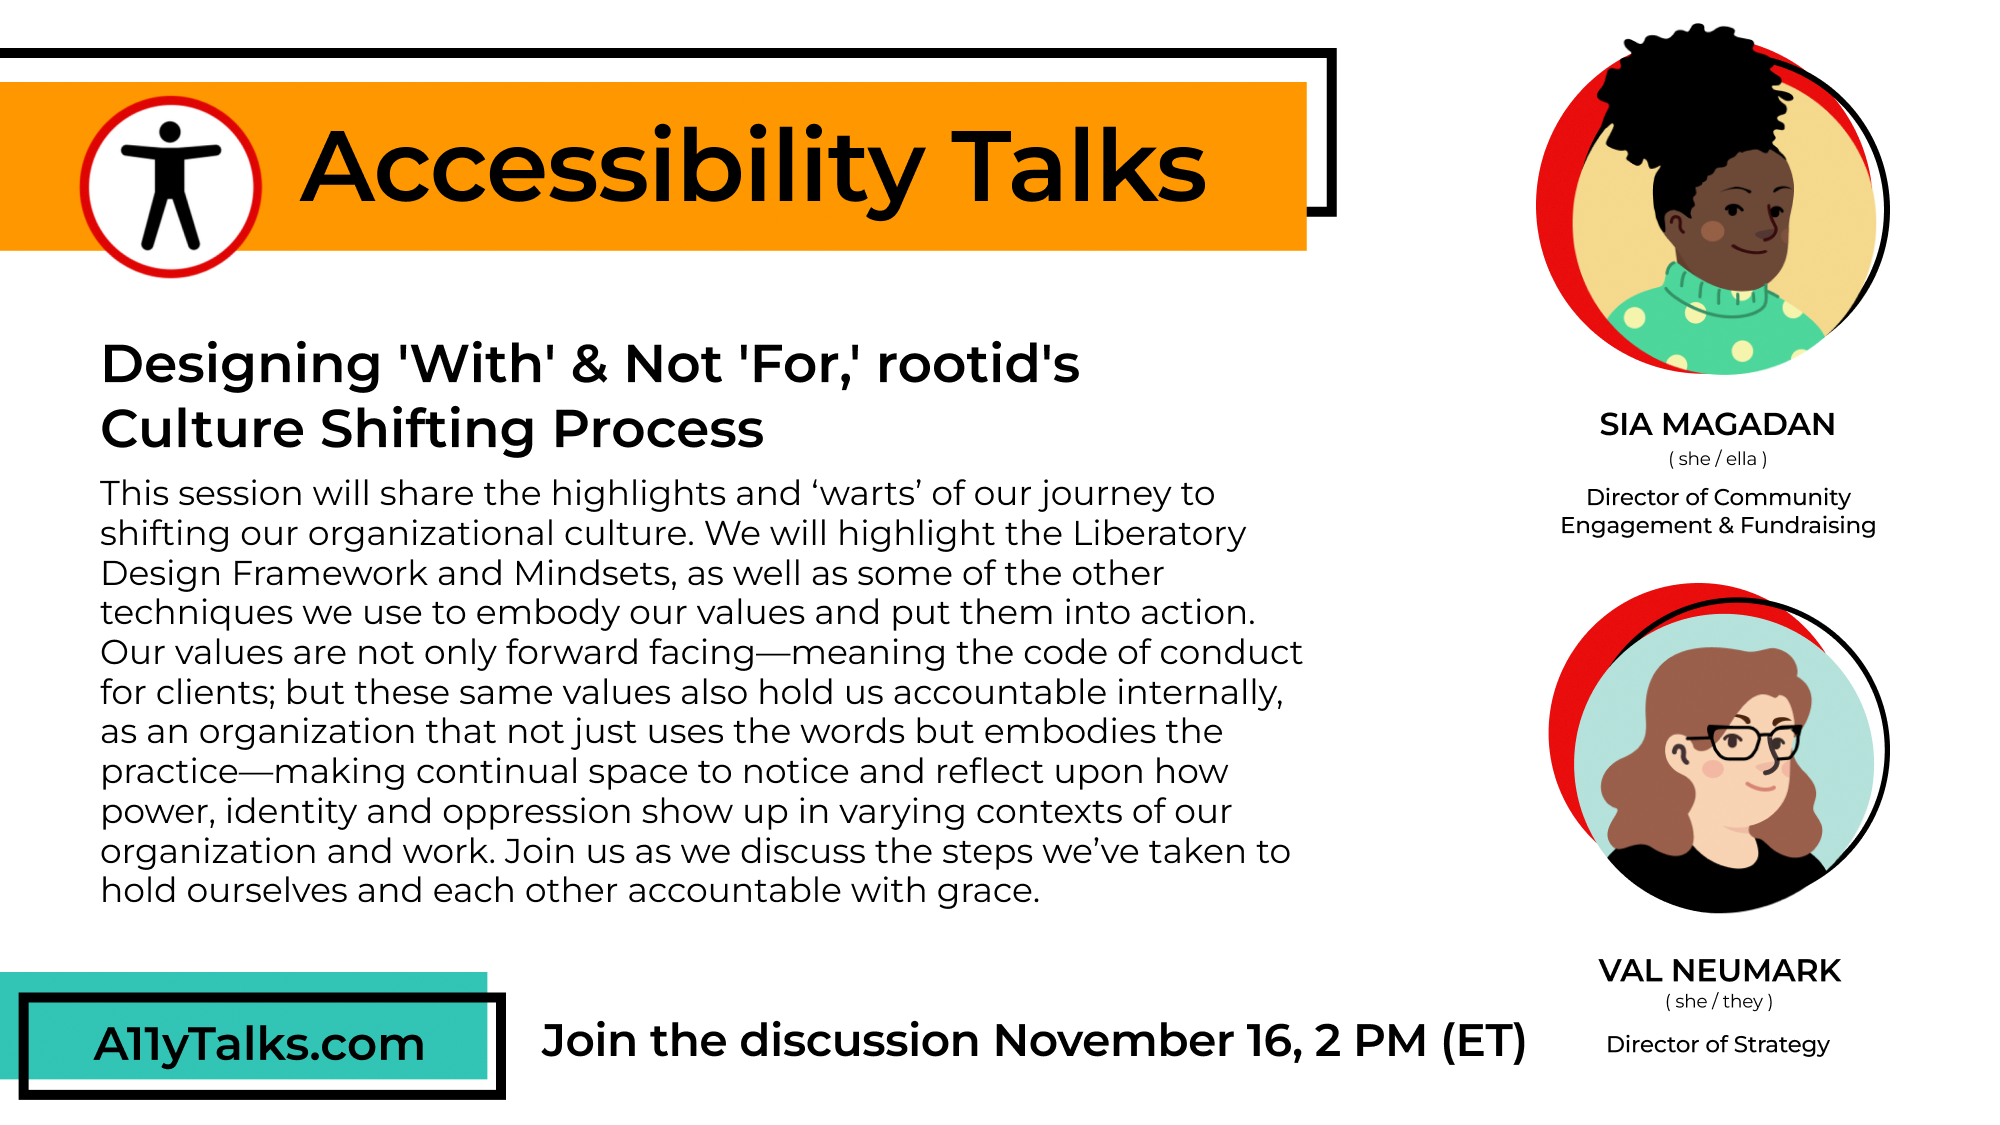 Accessibility Talks
Designing 'With' & Not 'For,' rootid's
Culture Shifting Process
This session will share the highlights and ‘warts’ of our journey to
shifting our organizational culture. We will highlight the Liberatory
Design Framework and Mindsets, as well as some of the other
techniques we use to embody our values and put them into action.
Our values are not only forward facing—meaning the code of conduct
for clients; but these same values also hold us accountable internally,
as an organization that not just uses the words but embodies the
practice—making continual space to notice and reflect upon how
power, identity and oppression show up in varying contexts of our
organization and work. Join us as we discuss the steps we’ve taken to
hold ourselves and each other accountable with grace.
A11yTalks.com
Join the discussion November 16, 2 PM (ET)
SIA MAGADAN
( she / ella )
Director of Community
Engagement & Fundraising
VAL NEUMARK
( she / they )
Director of Strategy